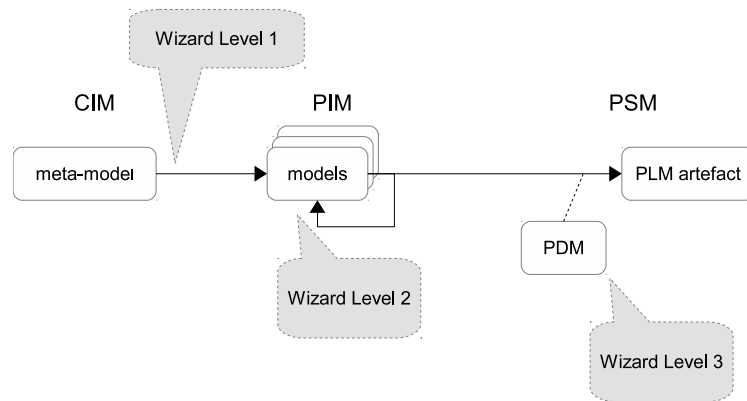 Wizard Level 1
CIM
PIM
PSM
meta-model
models
PLM artefact
PDM
Wizard Level 2
Wizard Level 3